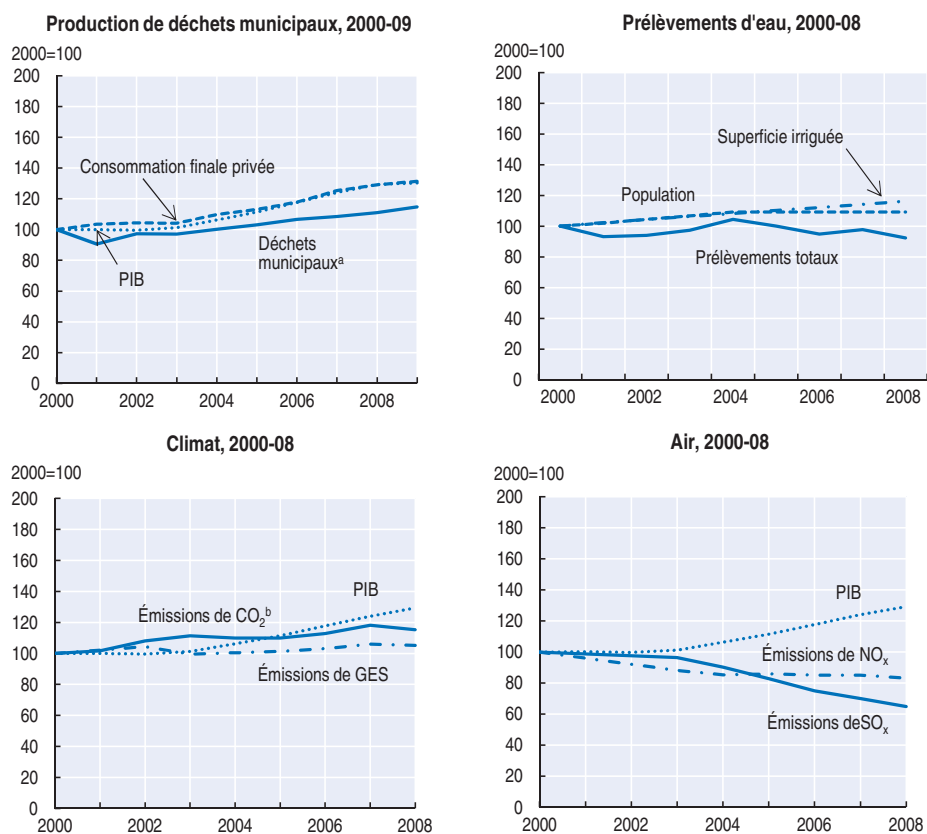 Production de déchets municipaux, 2000-09
2000=100
200
180
160
140
120
100
80
60
40
20
0
Consommation finale privée
PIB
Déchets
municipauxᵃ
2000 2002 2004 2006 2008
Prélèvements d'eau, 2000-08
2000=100
200
180
160
140
120
100
80
60
40
20
0
Superficie irriguée
Population
Prélèvements totaux
2000 2002 2004 2006 2008
Climat, 2000-08
2000=100
200
180
160
140
120
100
80
60
40
20
0
PIB
Émissions de CO₂ᵇ
Émissions de GES
2000 2002 2004 2006 2008
Air, 2000-08
2000=100
200
180
160
140
120
100
80
60
40
20
0
PIB
Émissions de NOₓ
Émissions deSOₓ
2000 2002 2004 2006 2008